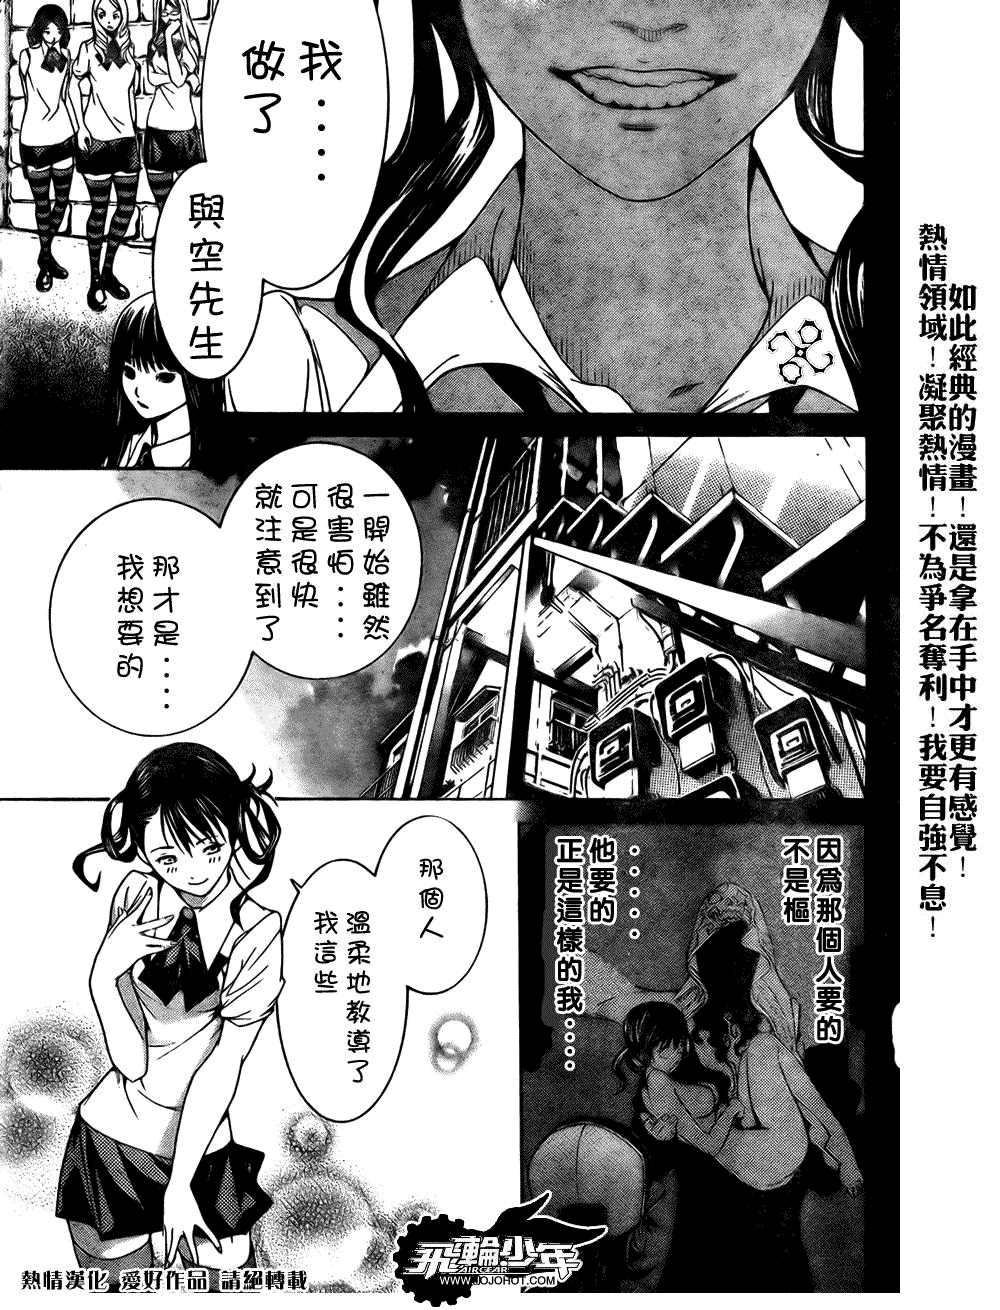 我．．．．
做了
與空先生
一開始雖然
很害怕．．．
可是很快
就注意到了
那才是．．．．
我想要的
因為那個人要的
不是樞
．．．．．
他要的
正是這樣的我．．．．
那個人
溫柔地教導了
我這些
如此經典的漫畫！還是拿在手中才更有感覺！
熱情領域！凝聚熱情！不為爭名奪利！我要自強不息！
飛輪少年
AIR GEAR
WWW.JOJOHOT.COM
熱情漢化 愛好作品 請絕轉載